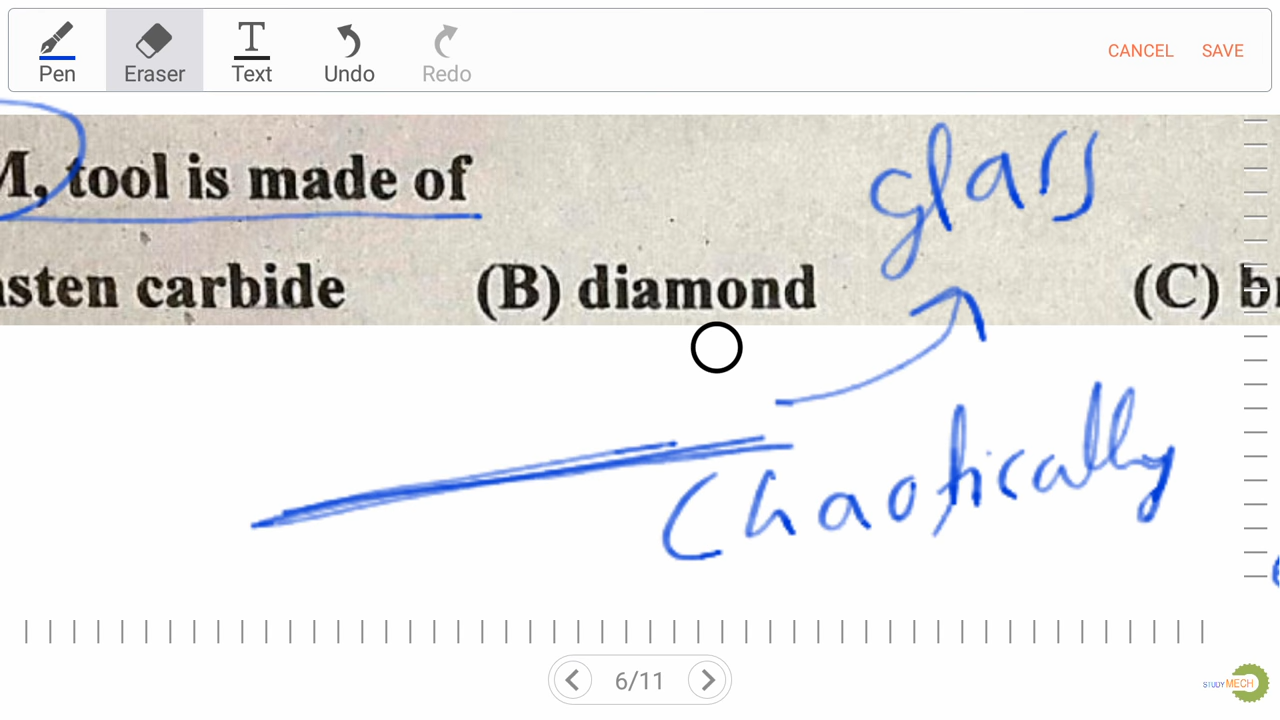 Pen Eraser Text Undo Redo CANCEL SAVE
M, tool is made of
glass
sten carbide (B) diamond (C) br
Chaotically
6/11
STUDY MECH